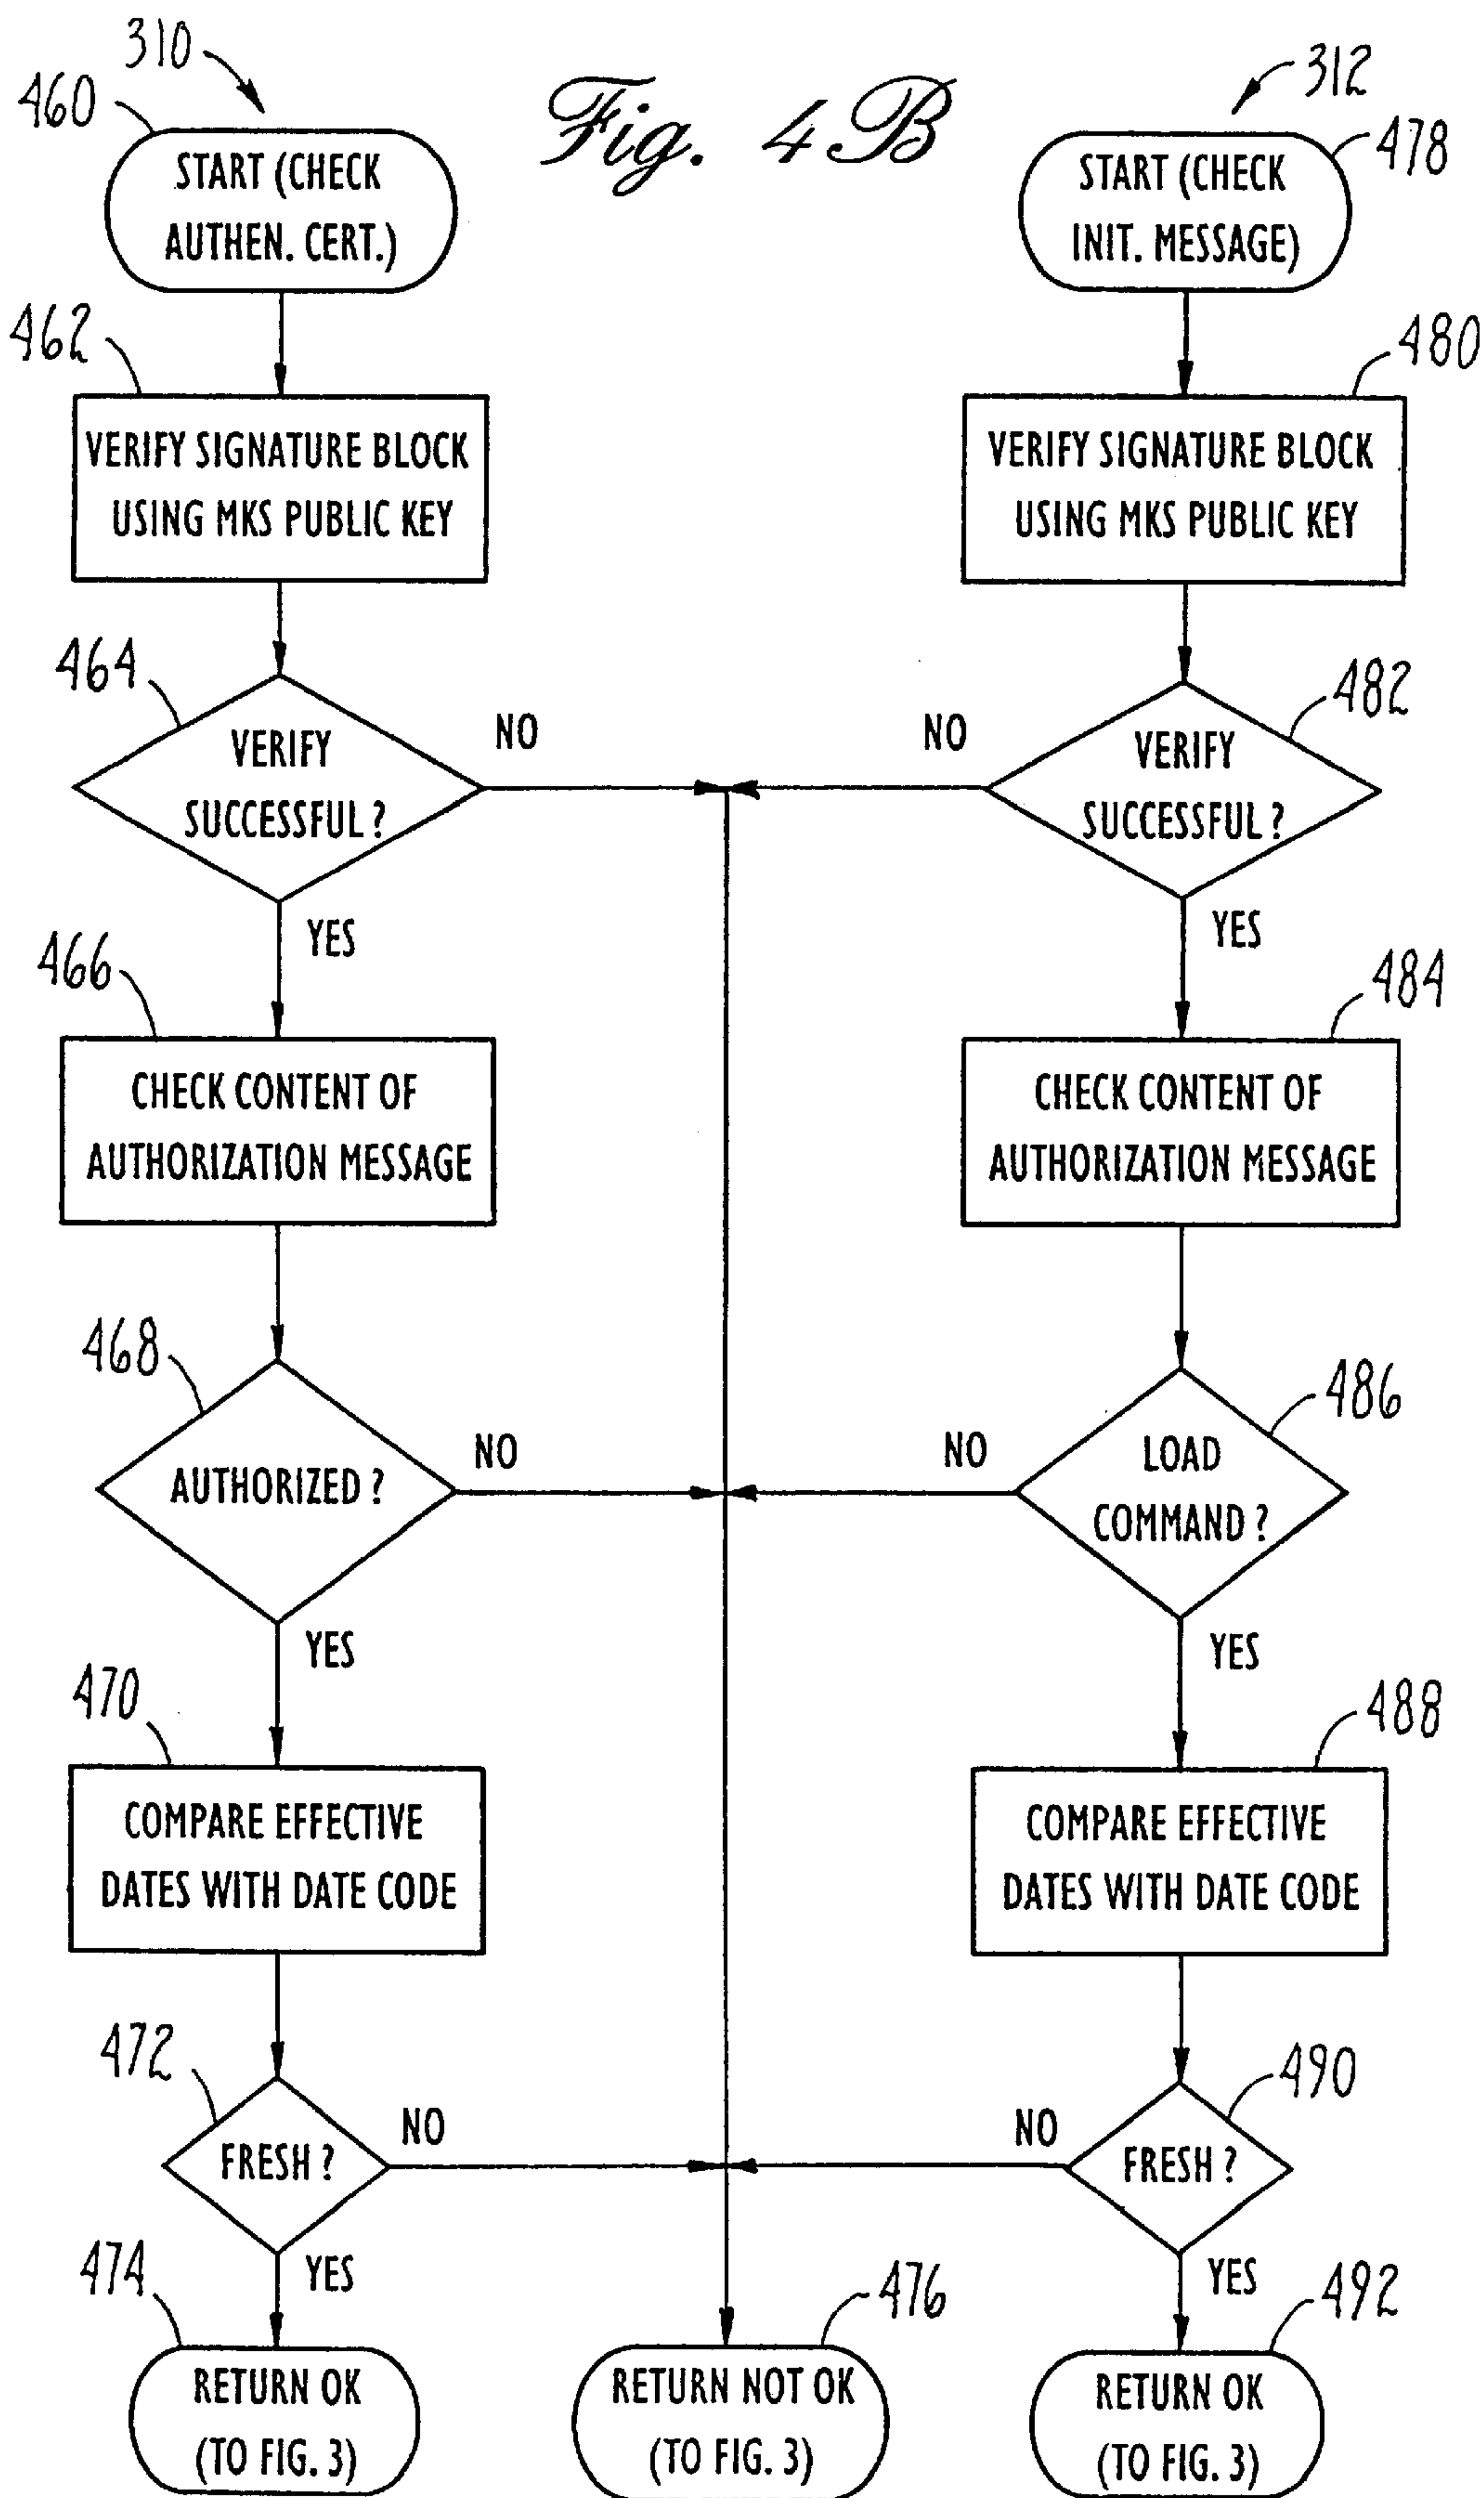 Fig. 4B
310
460
START (CHECK
AUTHEN. CERT.)
462
VERIFY SIGNATURE BLOCK
USING MKS PUBLIC KEY
464
VERIFY
SUCCESSFUL ?
NO
YES
466
CHECK CONTENT OF
AUTHORIZATION MESSAGE
468
AUTHORIZED ?
NO
YES
470
COMPARE EFFECTIVE
DATES WITH DATE CODE
472
FRESH ?
NO
YES
474
RETURN OK
(TO FIG. 3)
476
RETURN NOT OK
(TO FIG. 3)
312
478
START (CHECK
INIT. MESSAGE)
480
VERIFY SIGNATURE BLOCK
USING MKS PUBLIC KEY
482
VERIFY
SUCCESSFUL ?
NO
YES
484
CHECK CONTENT OF
AUTHORIZATION MESSAGE
486
LOAD
COMMAND ?
NO
YES
488
COMPARE EFFECTIVE
DATES WITH DATE CODE
490
FRESH ?
NO
YES
492
RETURN OK
(TO FIG. 3)